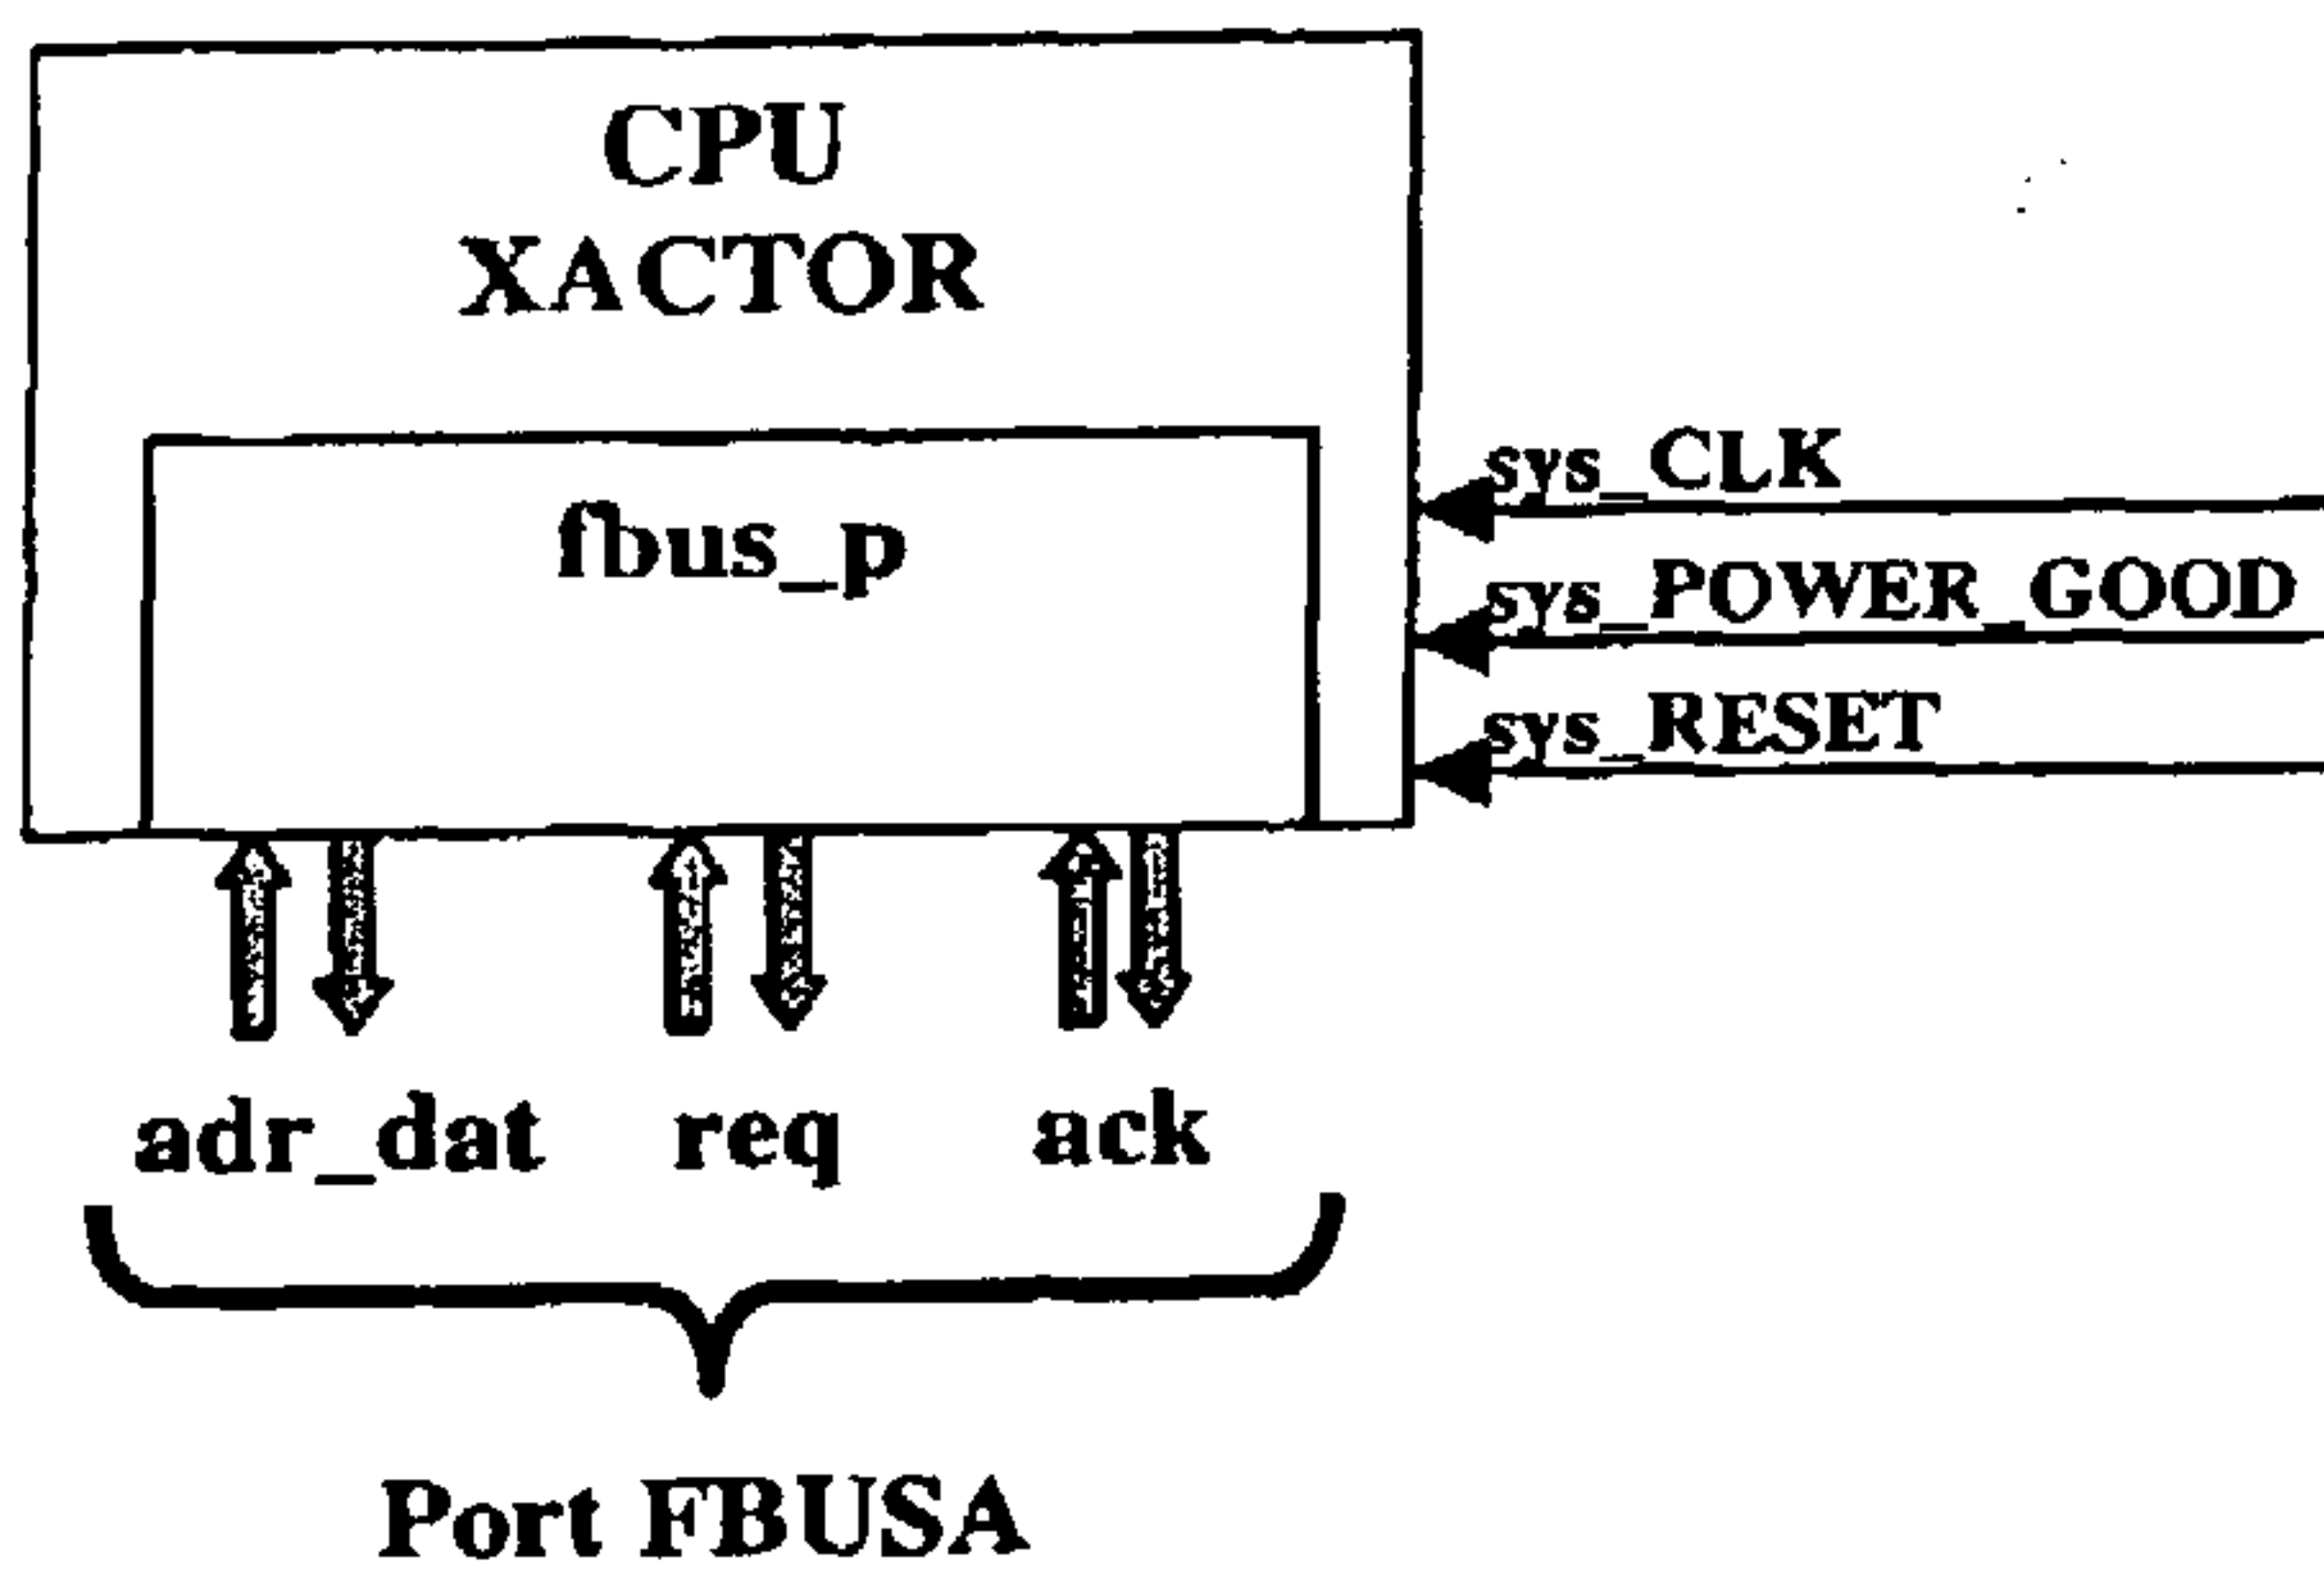 CPU
XACTOR
fbus_p
sys_CLK
sys_POWER_GOOD
sys_RESET
adr_dat req ack
Port FBUSA